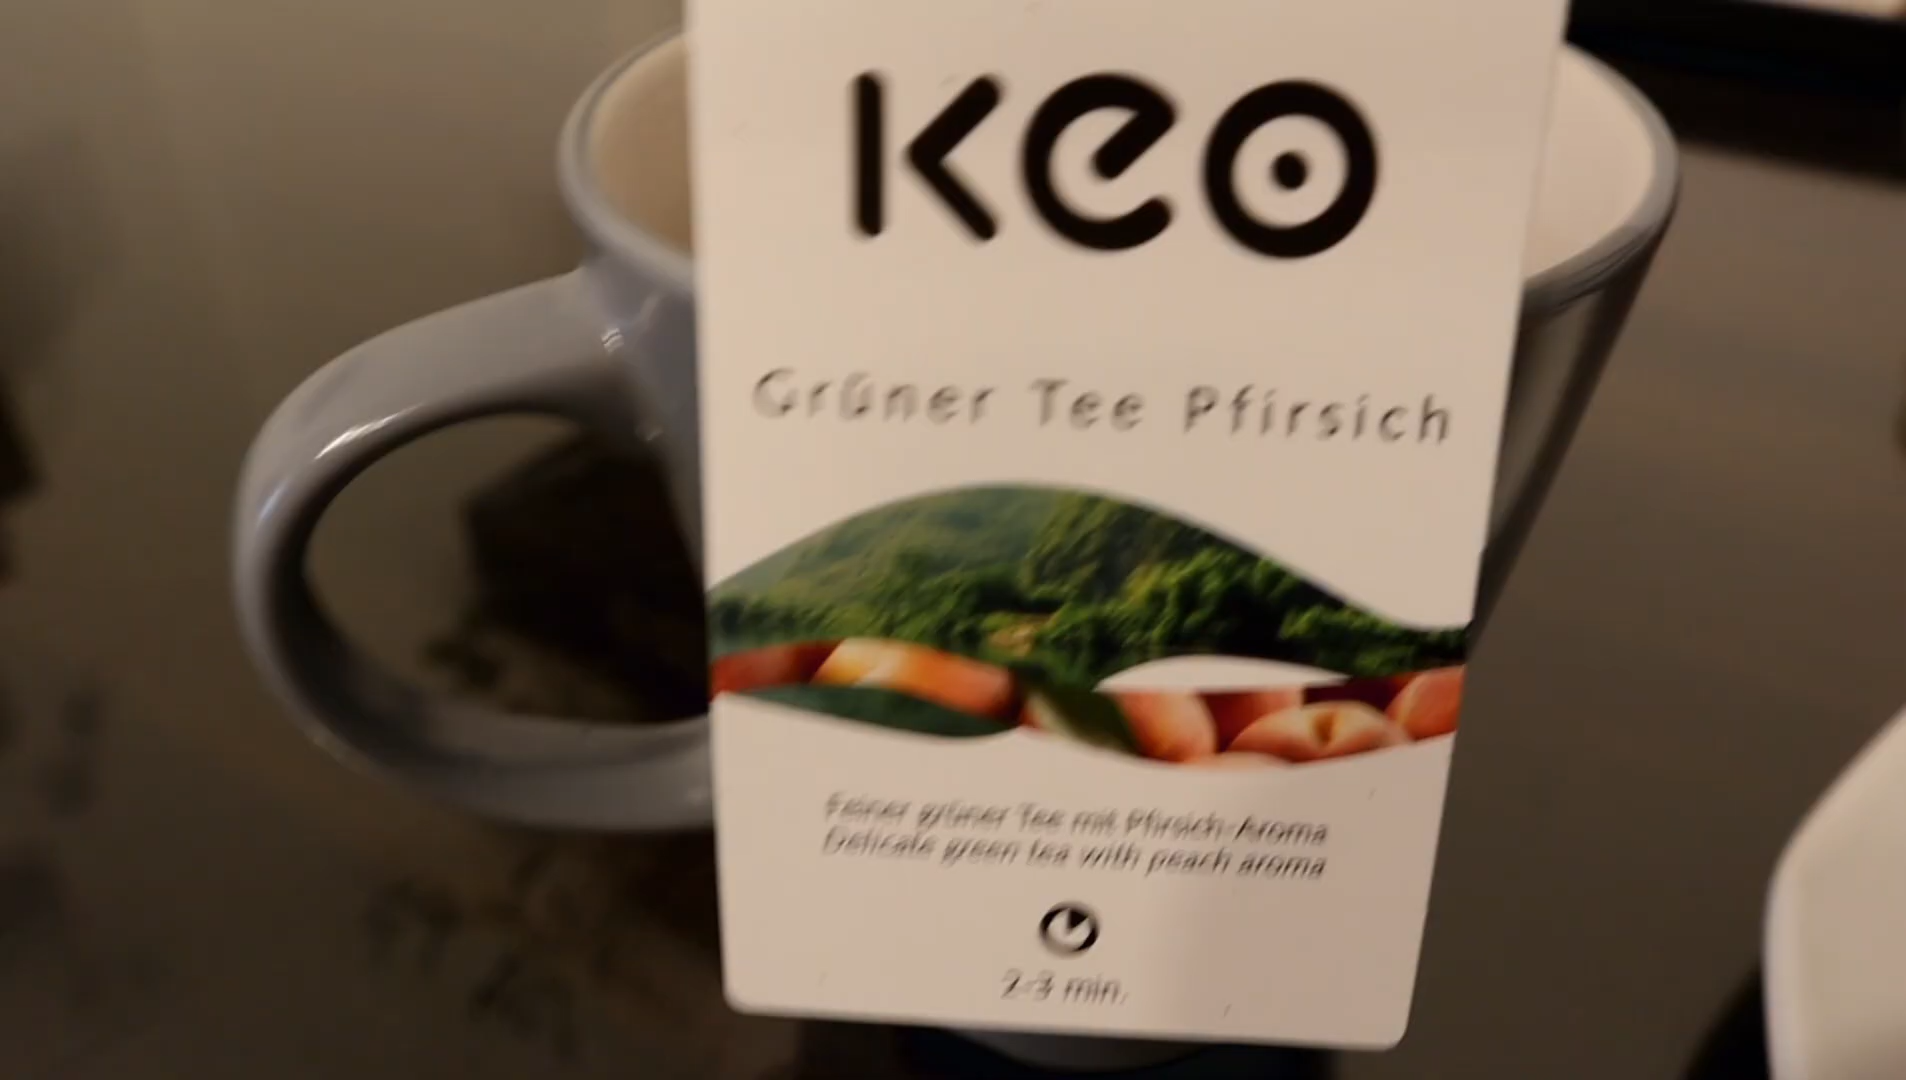 keo
Grüner Tee Pfirsich
Feiner grüner Tee mit Pfirsich-Aroma
Delicate green tea with peach aroma
2-3 min.